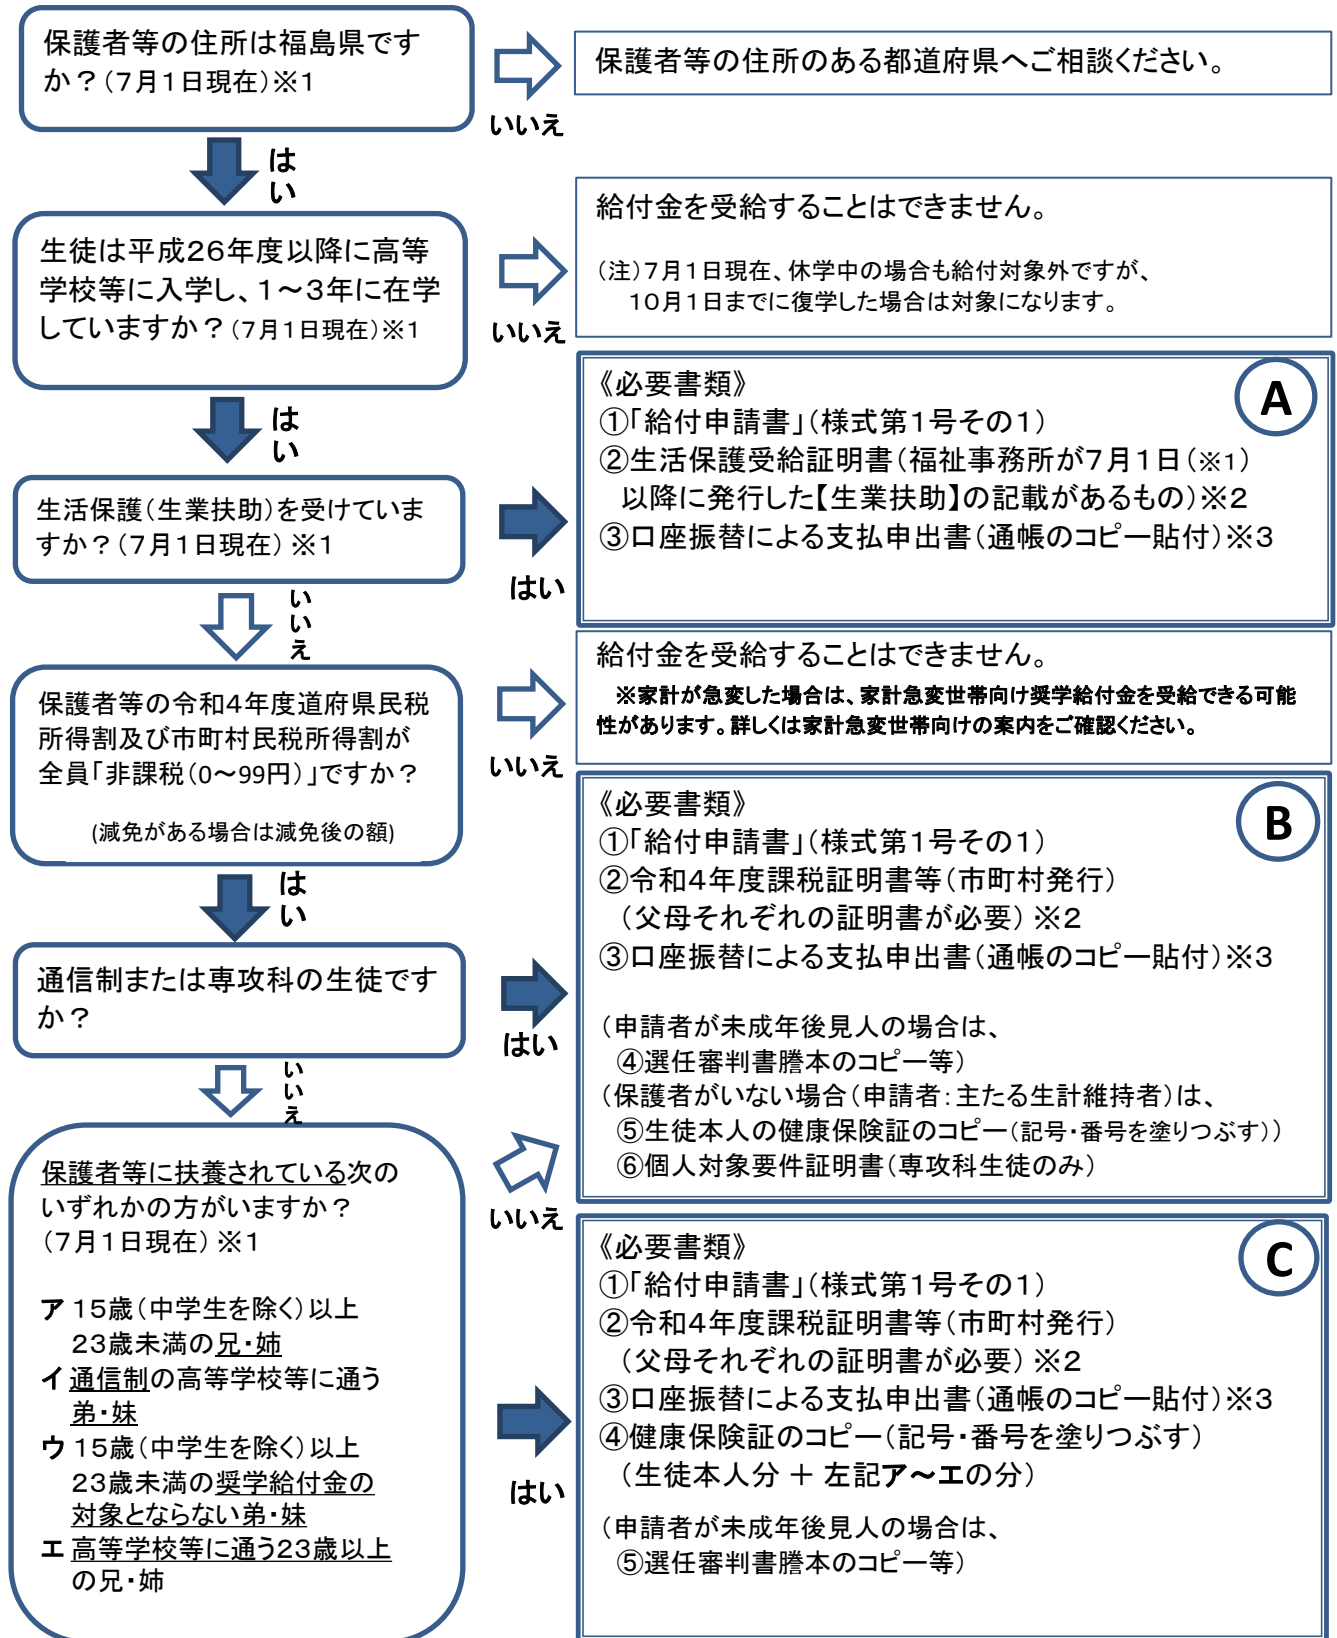 保護者等の住所は福島県です
か？(7月1日現在)※1
いいえ
保護者等の住所のある都道府県へご相談ください。
はい
生徒は平成26年度以降に高等
学校等に入学し、1～3年に在学
していますか？(7月1日現在)※1
いいえ
給付金を受給することはできません。
(注)7月1日現在、休学中の場合も給付対象外ですが、
10月1日までに復学した場合は対象になります。
はい
生活保護(生業扶助)を受けていま
すか？(7月1日現在) ※1
はい
A
《必要書類》
①「給付申請書」(様式第1号その1)
②生活保護受給証明書(福祉事務所が7月1日(※1)
以降に発行した【生業扶助】の記載があるもの)※2
③口座振替による支払申出書(通帳のコピー貼付)※3
いいえ
保護者等の令和4年度道府県民税
所得割及び市町村民税所得割が
全員「非課税(0～99円)」ですか？
(減免がある場合は減免後の額)
いいえ
給付金を受給することはできません。
※家計が急変した場合は、家計急変世帯向け奨学給付金を受給できる可能
性があります。詳しくは家計急変世帯向けの案内をご確認ください。
はい
通信制または専攻科の生徒です
か？
はい
B
《必要書類》
①「給付申請書」(様式第1号その1)
②令和4年度課税証明書等(市町村発行)
(父母それぞれの証明書が必要) ※2
③口座振替による支払申出書(通帳のコピー貼付)※3
(申請者が未成年後見人の場合は、
④選任審判書謄本のコピー等)
(保護者がいない場合(申請者:主たる生計維持者)は、
⑤生徒本人の健康保険証のコピー(記号・番号を塗りつぶす))
⑥個人対象要件証明書(専攻科生徒のみ)
いいえ
保護者等に扶養されている次の
いずれかの方がいますか？
(7月1日現在) ※1
ア 15歳(中学生を除く)以上
23歳未満の兄・姉
イ 通信制の高等学校等に通う
弟・妹
ウ 15歳(中学生を除く)以上
23歳未満の奨学給付金の
対象とならない弟・妹
エ 高等学校等に通う23歳以上
の兄・姉
いいえ
はい
C
《必要書類》
①「給付申請書」(様式第1号その1)
②令和4年度課税証明書等(市町村発行)
(父母それぞれの証明書が必要) ※2
③口座振替による支払申出書(通帳のコピー貼付)※3
④健康保険証のコピー(記号・番号を塗りつぶす)
(生徒本人分 + 左記ア～エの分)
(申請者が未成年後見人の場合は、
⑤選任審判書謄本のコピー等)